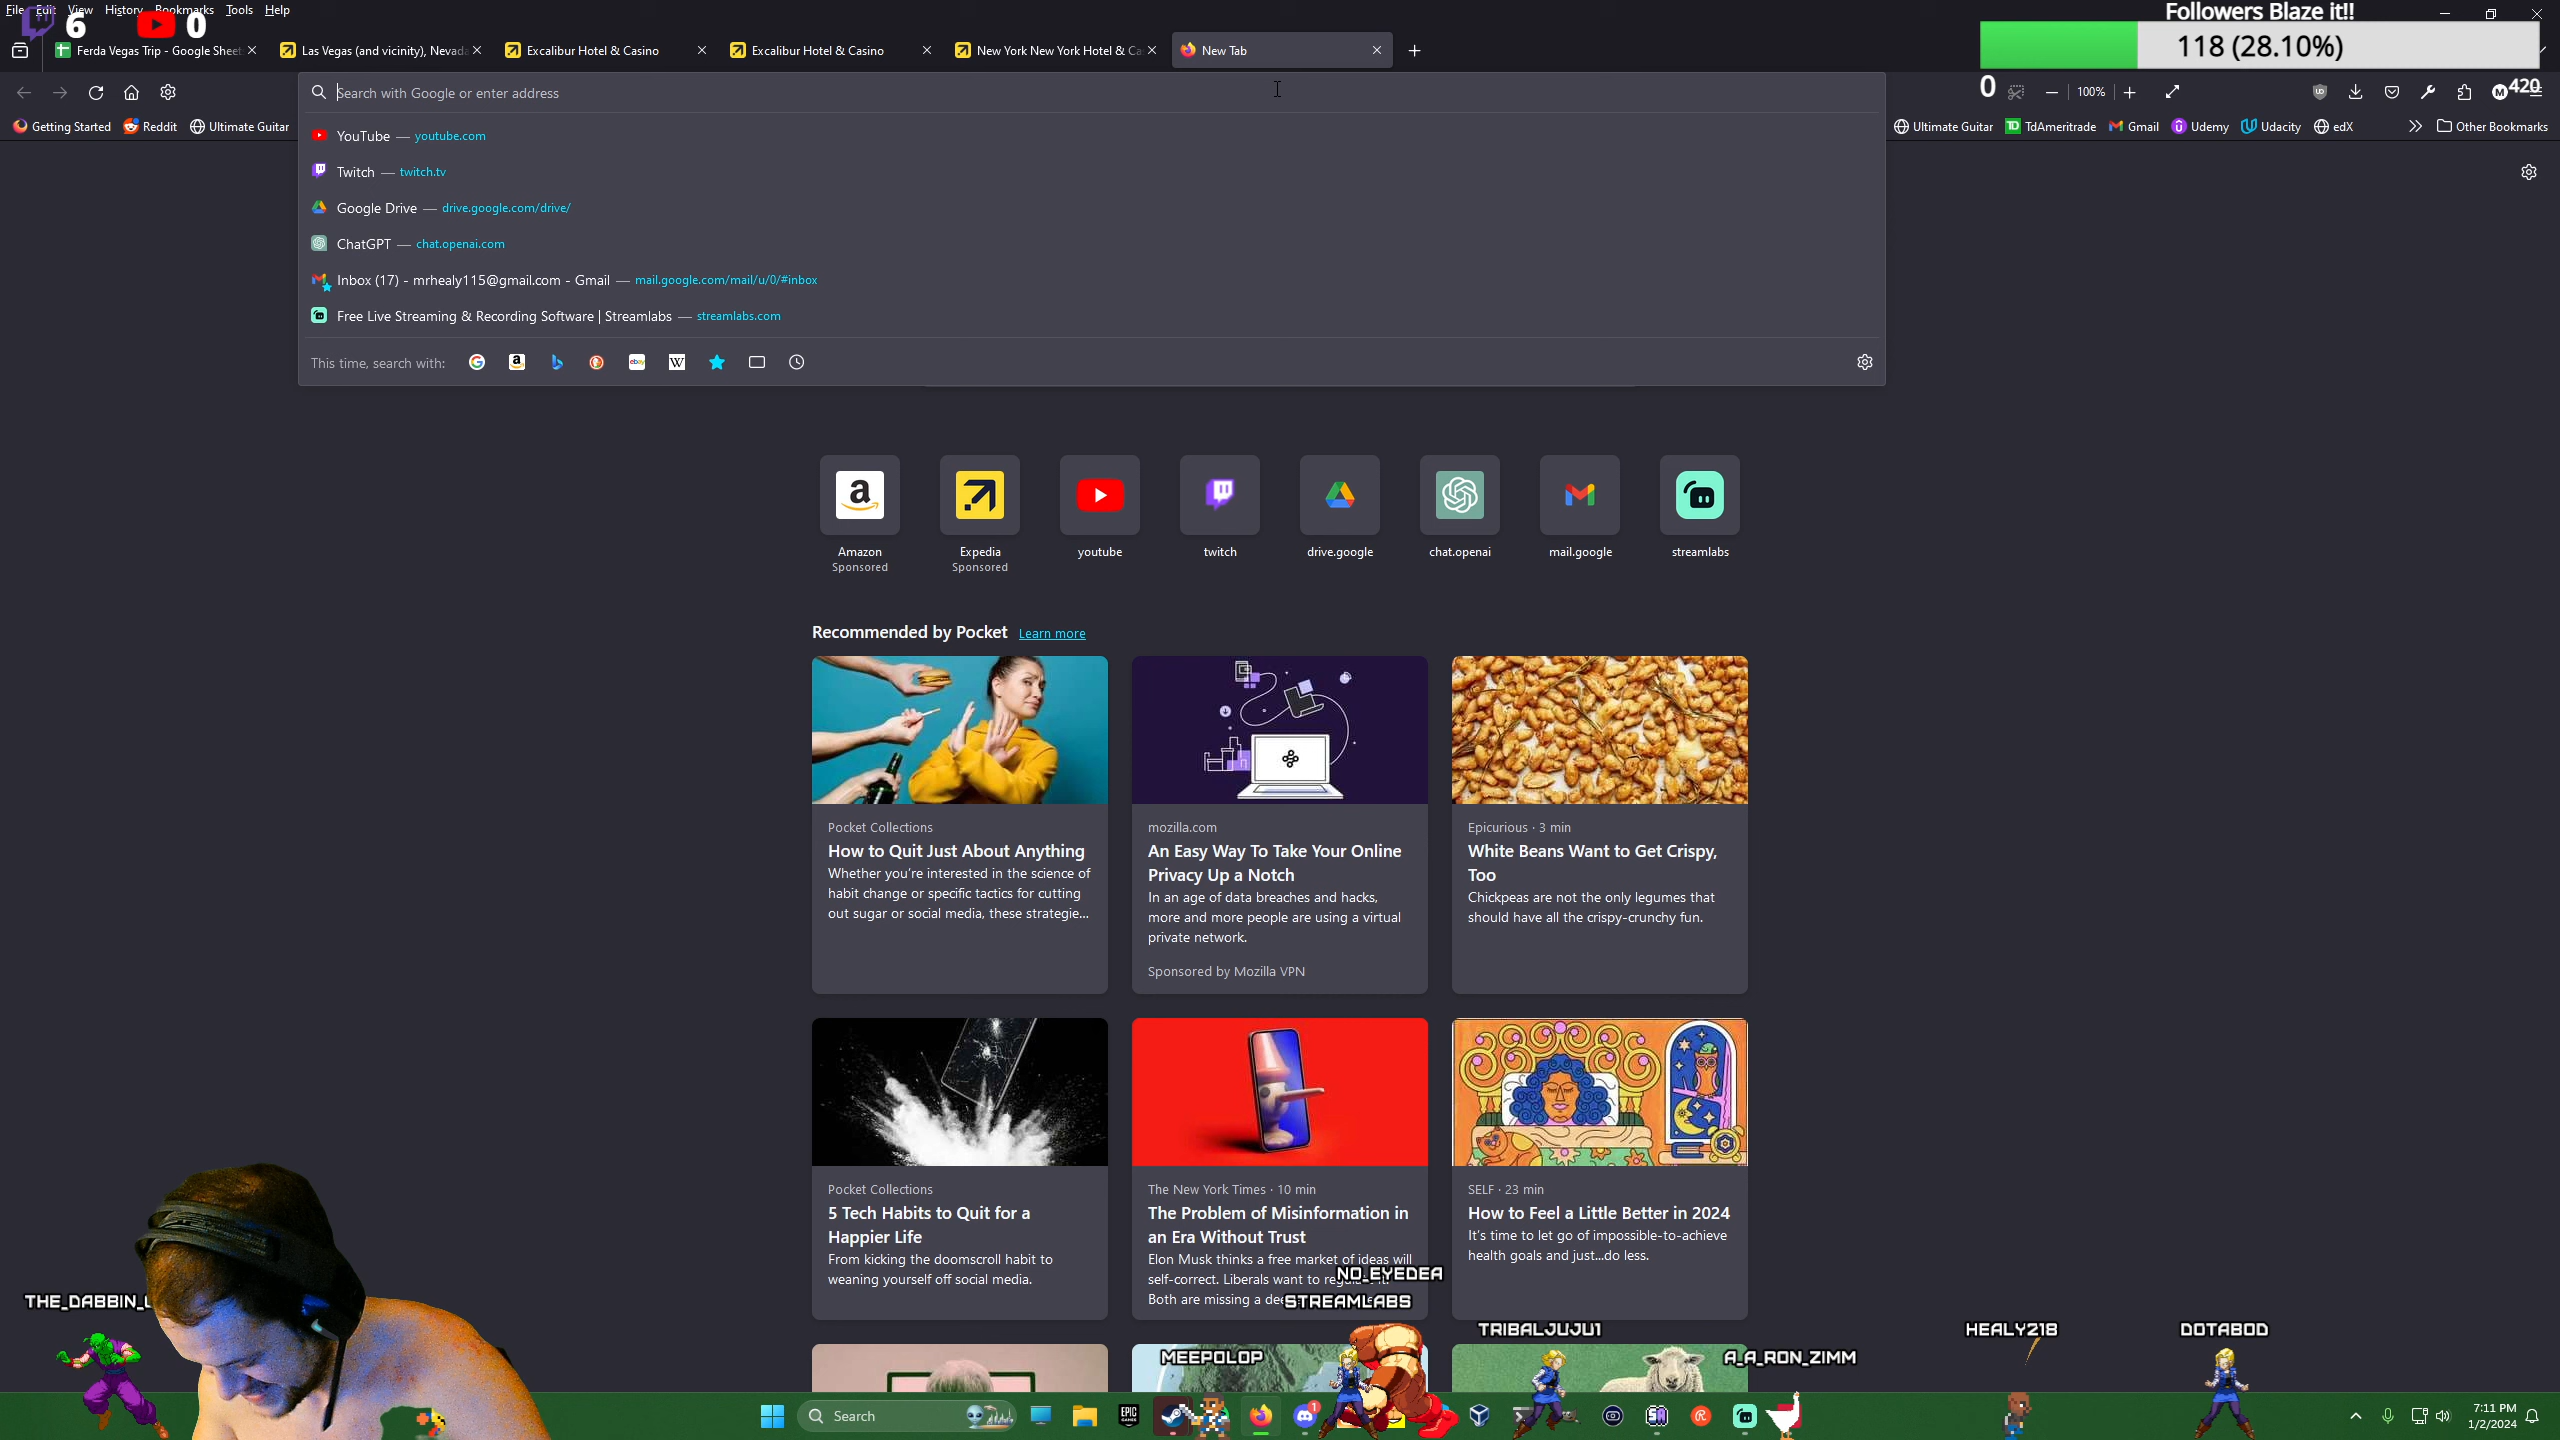 File Edit View History Bookmarks Tools Help
6 0
Followers Blaze it!!
118 (28.10%)
0 420
Ferda Vegas Trip - Google Sheet
Las Vegas (and vicinity), Nevada
Excalibur Hotel & Casino
Excalibur Hotel & Casino
New York New York Hotel & Ca
New Tab
Search with Google or enter address
100%
Getting Started Reddit Ultimate Guitar
Ultimate Guitar TdAmeritrade Gmail Udemy Udacity edX Other Bookmarks
YouTube — youtube.com
Twitch — twitch.tv
Google Drive — drive.google.com/drive/
ChatGPT — chat.openai.com
Inbox (17) - mrhealy115@gmail.com - Gmail — mail.google.com/mail/u/0/#inbox
Free Live Streaming & Recording Software | Streamlabs — streamlabs.com
This time, search with:
Amazon
Sponsored
Expedia
Sponsored
youtube
twitch
drive.google
chat.openai
mail.google
streamlabs
Recommended by Pocket Learn more
Pocket Collections
How to Quit Just About Anything
Whether you're interested in the science of
habit change or specific tactics for cutting
out sugar or social media, these strategie...
mozilla.com
An Easy Way To Take Your Online
Privacy Up a Notch
In an age of data breaches and hacks,
more and more people are using a virtual
private network.
Sponsored by Mozilla VPN
Epicurious · 3 min
White Beans Want to Get Crispy,
Too
Chickpeas are not the only legumes that
should have all the crispy-crunchy fun.
Pocket Collections
5 Tech Habits to Quit for a
Happier Life
From kicking the doomscroll habit to
weaning yourself off social media.
The New York Times · 10 min
The Problem of Misinformation in
an Era Without Trust
Elon Musk thinks a free market of ideas will
self-correct. Liberals want to
Both are missing a
SELF · 23 min
How to Feel a Little Better in 2024
It's time to let go of impossible-to-achieve
health goals and just...do less.
NO_EYEDEA
STREAMLABS
THE_DABBIN_
TRIBALJUJU1
HEALY218
DOTABOD
MEEPOLOP
A_A_RON_ZIMM
Search
7:11 PM
1/2/2024